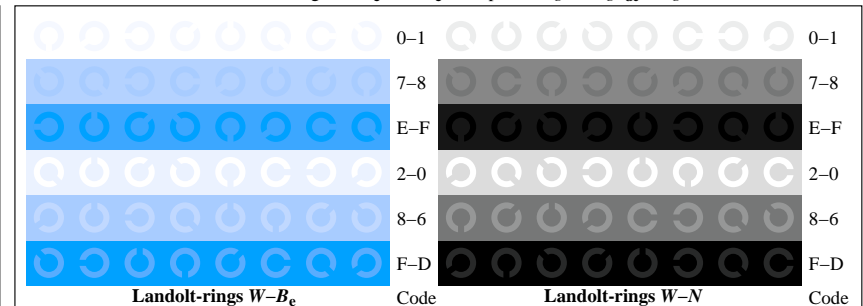 0–1 0–1
7–8 7–8
E–F E–F
2–0 2–0
8–6 8–6
F–D F–D
Landolt-rings W–Be Code Landolt-rings W–N Code